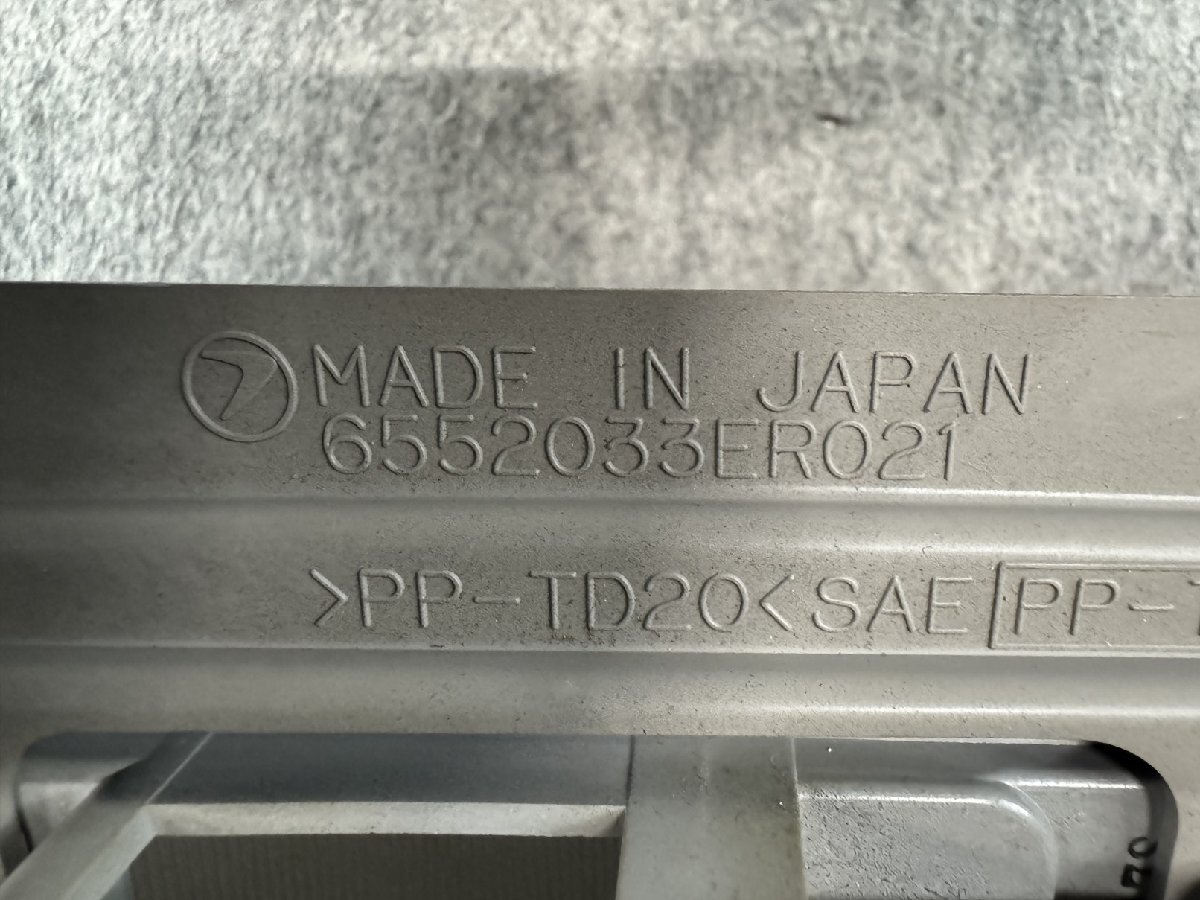 MADE IN JAPAN
6552033ER021
>PP-TD20< SAE PP-